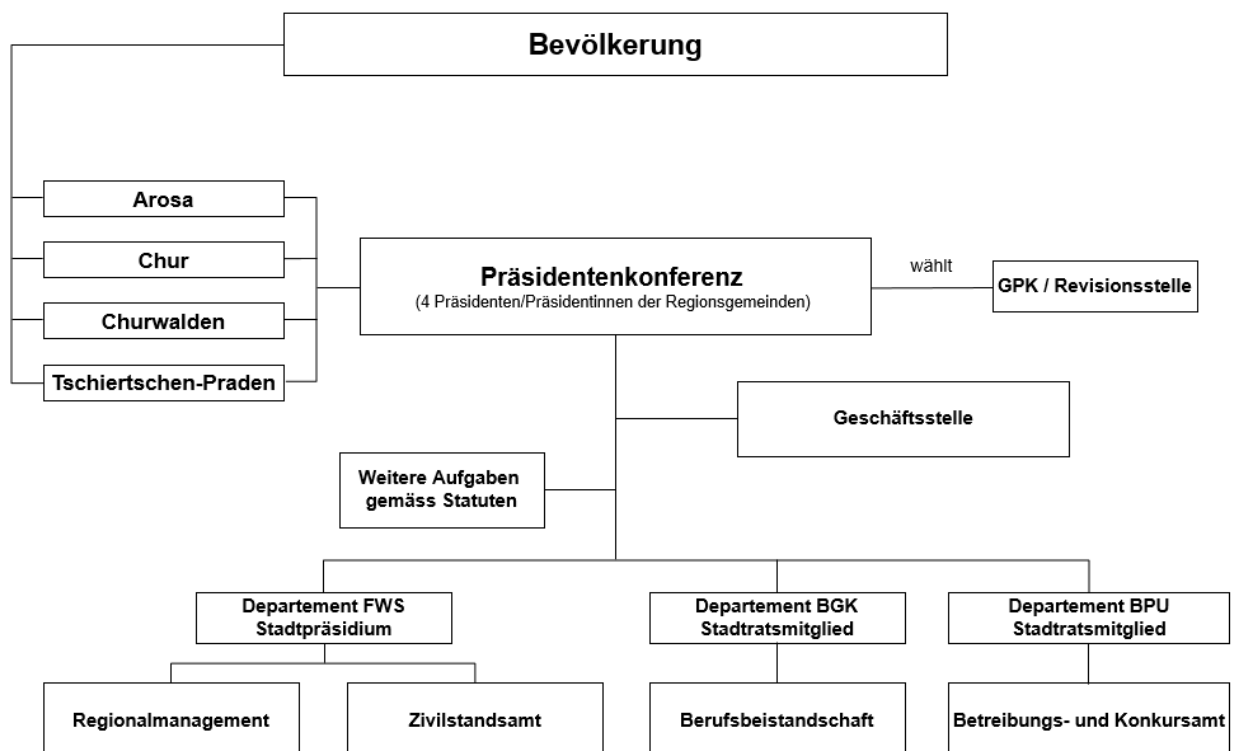 Bevölkerung
Arosa
Chur
Churwalden
Tschiertschen-Praden
Präsidentenkonferenz
(4 Präsidenten/Präsidentinnen der Regionsgemeinden)
wählt
GPK / Revisionsstelle
Geschäftsstelle
Weitere Aufgaben
gemäss Statuten
Departement FWS
Stadtpräsidium
Departement BGK
Stadtratsmitglied
Departement BPU
Stadtratsmitglied
Regionalmanagement
Zivilstandsamt
Berufsbeistandschaft
Betreibungs- und Konkursamt